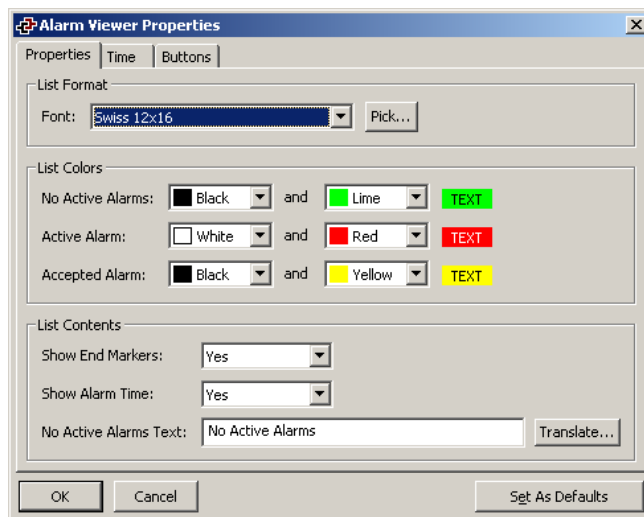 Alarm Viewer Properties
Properties Time Buttons
List Format
Font: Swiss 12x16 Pick...
List Colors
No Active Alarms: Black and Lime TEXT
Active Alarm: White and Red TEXT
Accepted Alarm: Black and Yellow TEXT
List Contents
Show End Markers: Yes
Show Alarm Time: Yes
No Active Alarms Text: No Active Alarms Translate...
OK Cancel Set As Defaults